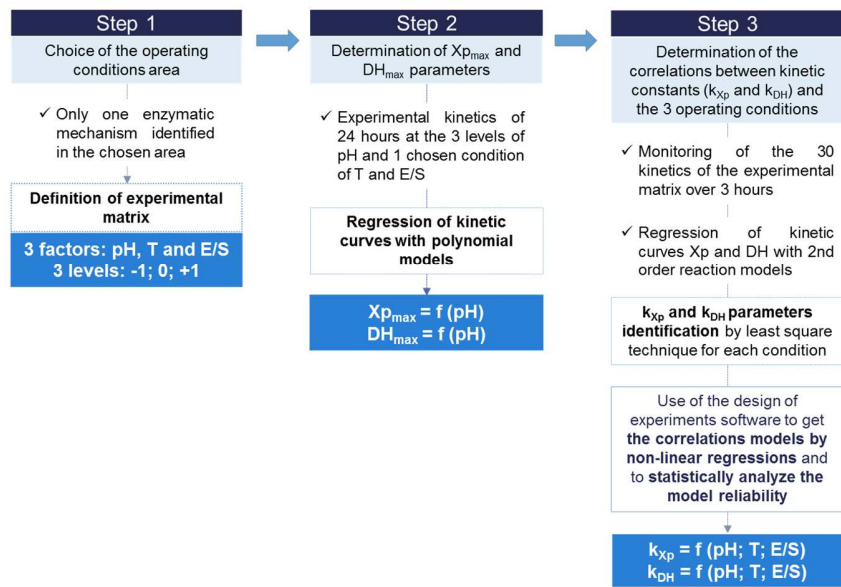 Step 1
Choice of the operating
conditions area
✓ Only one enzymatic
mechanism identified
in the chosen area
Definition of experimental
matrix
3 factors: pH, T and E/S
3 levels: -1; 0; +1
Step 2
Determination of Xpmax and
DHmax parameters
✓ Experimental kinetics of
24 hours at the 3 levels of
pH and 1 chosen condition
of T and E/S
Regression of kinetic
curves with polynomial
models
Xpmax = f (pH)
DHmax = f (pH)
Step 3
Determination of the
correlations between kinetic
constants (kXp and kDH) and
the 3 operating conditions
✓ Monitoring of the 30
kinetics of the experimental
matrix over 3 hours
✓ Regression of kinetic
curves Xp and DH with 2nd
order reaction models
kXp and kDH parameters
identification by least square
technique for each condition
Use of the design of
experiments software to get
the correlations models by
non-linear regressions and
to statistically analyze the
model reliability
kXp = f (pH; T; E/S)
kDH = f (pH; T; E/S)